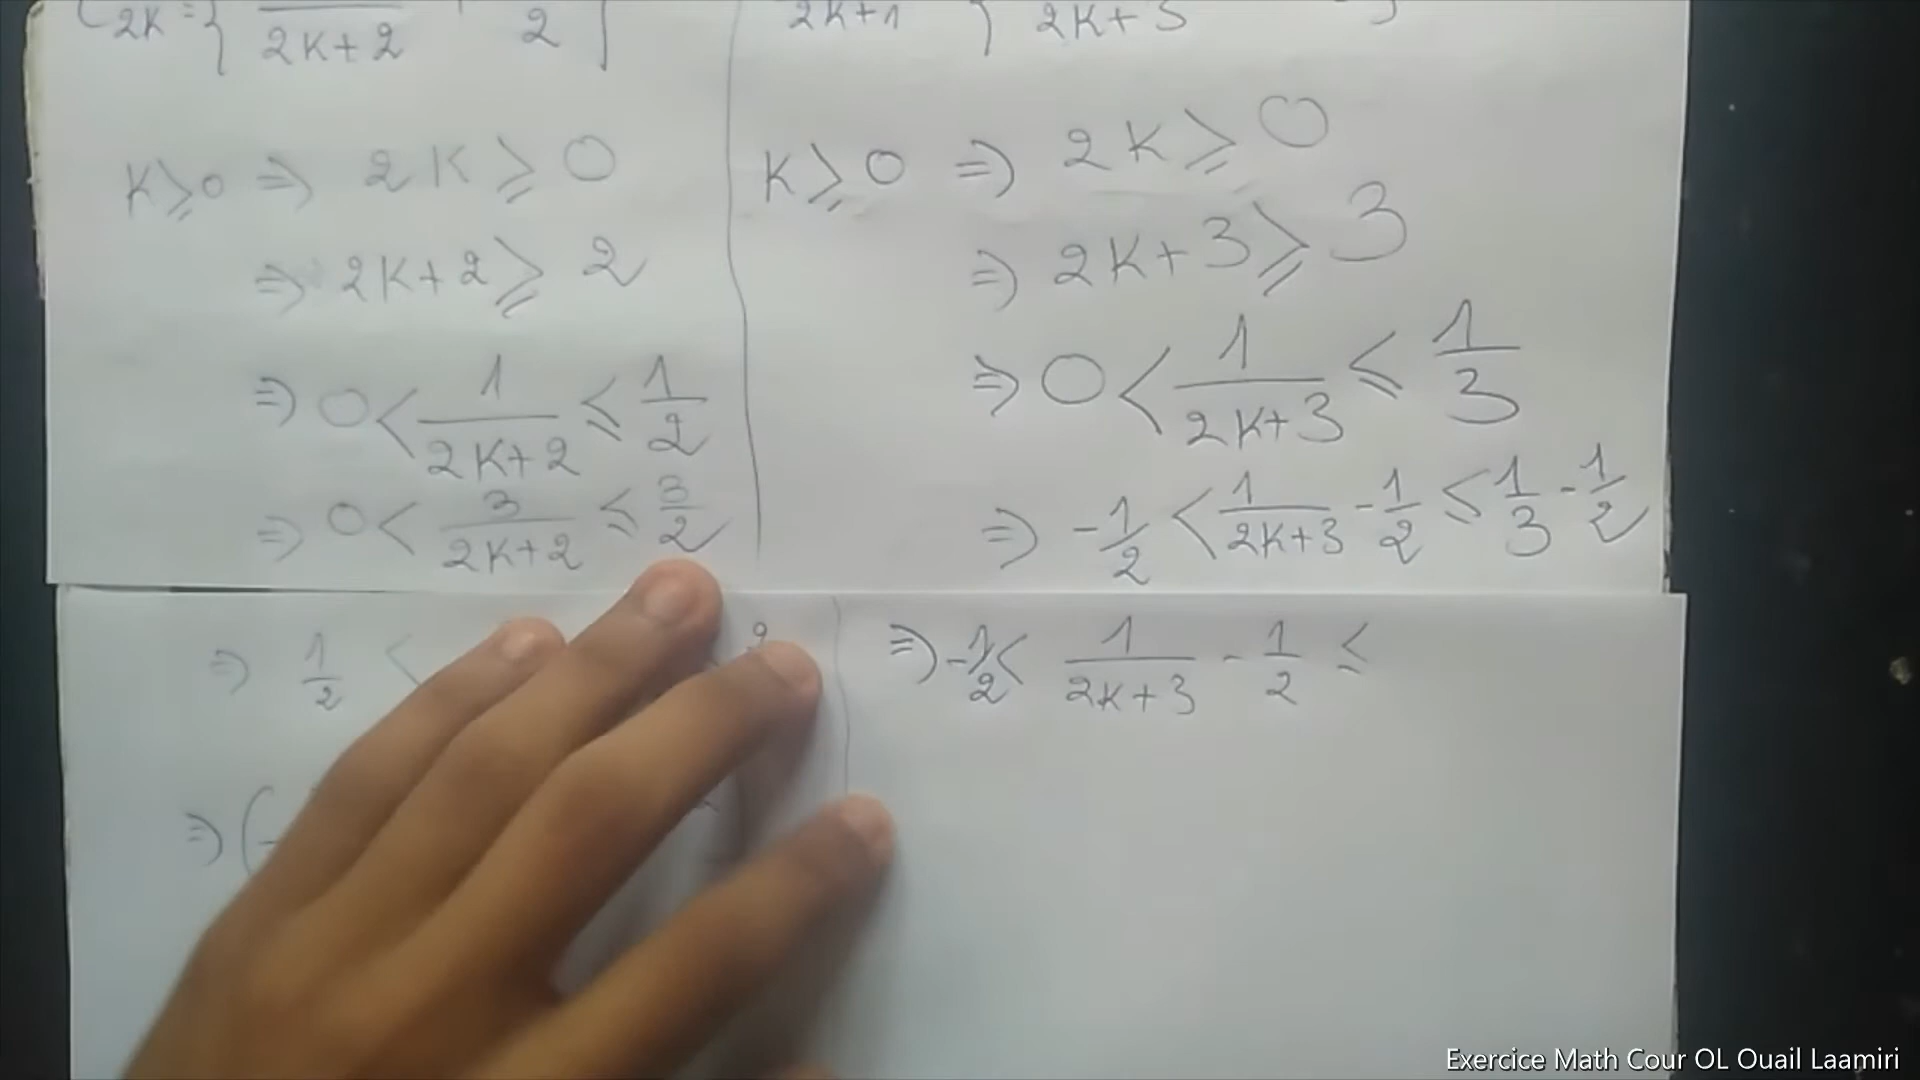 2K = { / 2K+2 2 }
K ≥ 0 ⇒ 2K ≥ 0
⇒ 2K+2 ≥ 2
⇒ 0 < 1/(2K+2) ≤ 1/2
⇒ 0 < 3/(2K+2) ≤ 3/2
⇒ 1/2 <
⇒ (
2K+1 } 2K+3
K ≥ 0 ⇒ 2K ≥ 0
⇒ 2K+3 ≥ 3
⇒ 0 < 1/(2K+3) ≤ 1/3
⇒ -1/2 < 1/(2K+3) - 1/2 ≤ 1/3 - 1/2
⇒ -1/2 < 1/(2K+3) - 1/2 ≤
Exercice Math Cour OL Ouail Laamiri